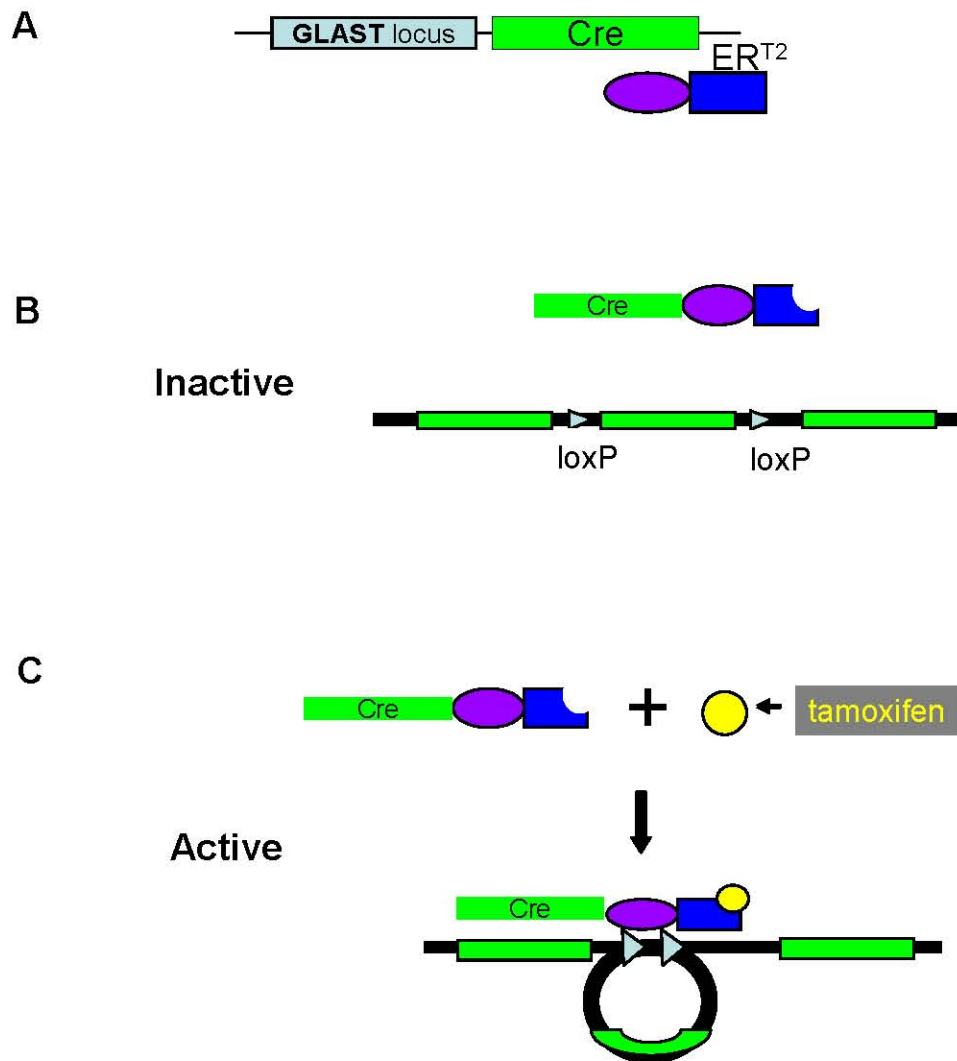 A
GLAST locus
Cre
ER^T2
B
Cre
Inactive
loxP
loxP
C
Cre
+
tamoxifen
Active
Cre